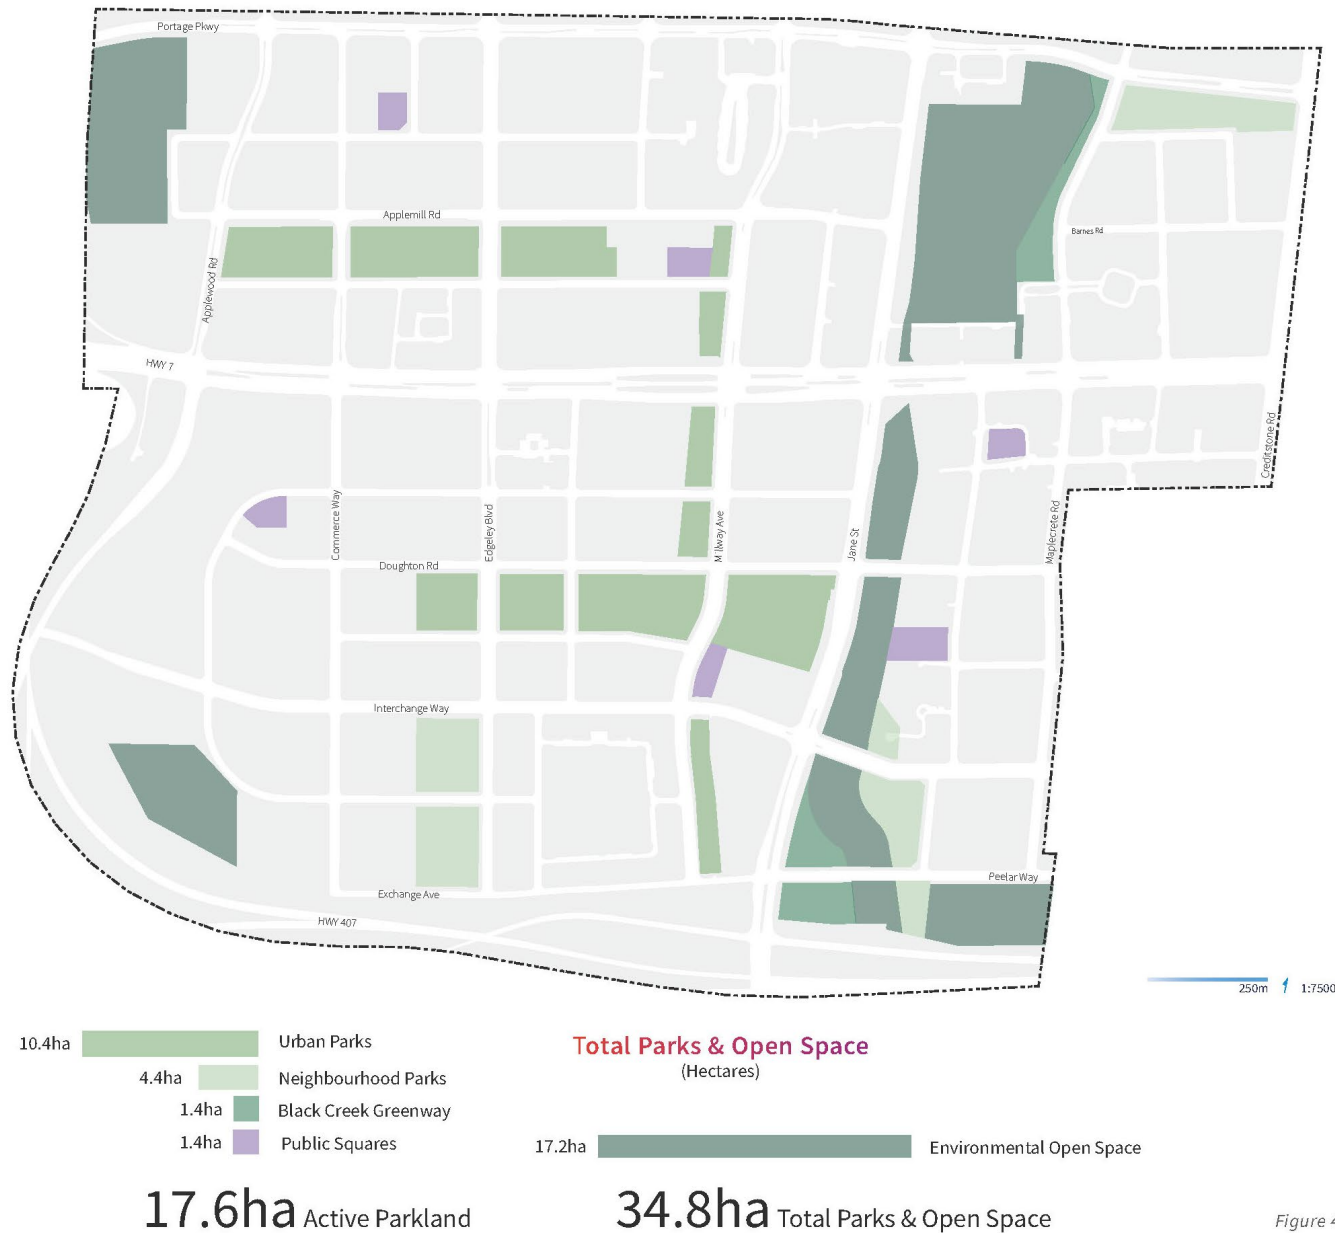 Portage Pkwy
Applemill Rd
Barnes Rd
Applewood Rd
HWY 7
Creditstone Rd
Commerce Way
Edgeley Blvd
Millway Ave
Jane St
Maplecrete Rd
Doughton Rd
Interchange Way
Peelar Way
Exchange Ave
HWY 407
250m 1:7500
10.4ha Urban Parks
4.4ha Neighbourhood Parks
1.4ha Black Creek Greenway
1.4ha Public Squares
Total Parks & Open Space
(Hectares)
17.2ha Environmental Open Space
17.6ha Active Parkland
34.8ha Total Parks & Open Space
Figure 4